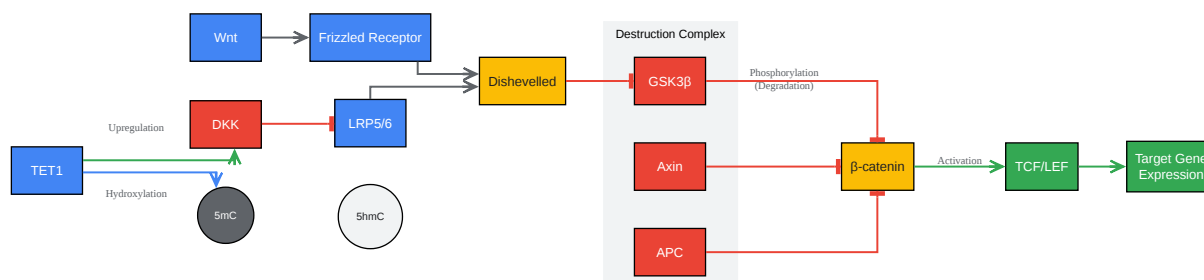 Wnt
Frizzled Receptor
Destruction Complex
Dishevelled
GSK3β
Phosphorylation
(Degradation)
DKK
LRP5/6
Upregulation
TET1
Hydroxylation
5mC
5hmC
Axin
β-catenin
Activation
TCF/LEF
Target Gene
Expression
APC